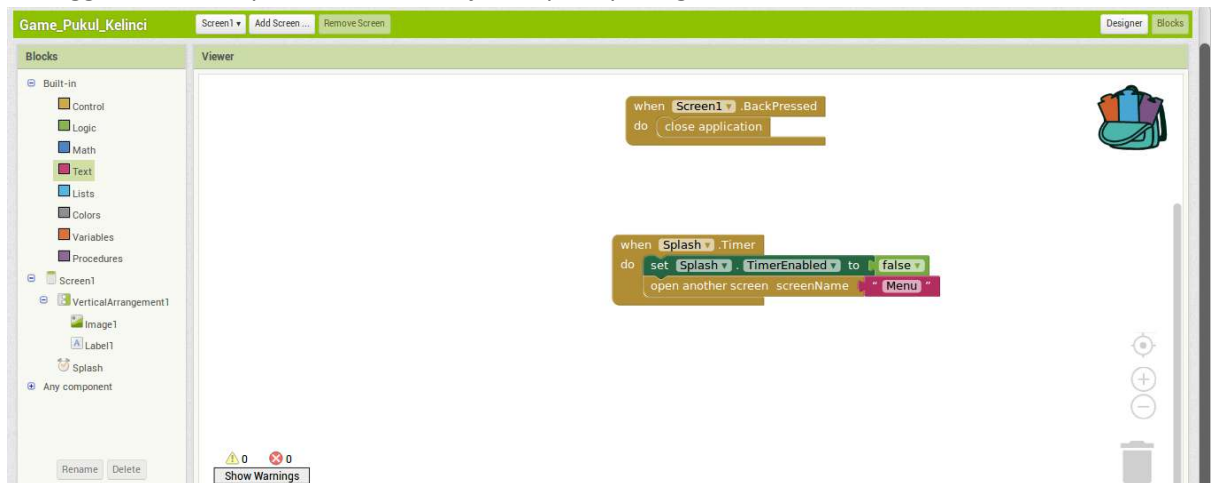 Game_Pukul_Kelinci
Screen1 ▾ Add Screen ... Remove Screen
Designer Blocks
Blocks
Viewer
Built-in
Control
Logic
Math
Text
Lists
Colors
Variables
Procedures
Screen1
VerticalArrangement1
Image1
Label1
Splash
Any component
Rename Delete
when Screen1 .BackPressed
do close application
when Splash .Timer
do set Splash . TimerEnabled to false
open another screen screenName " Menu "
0 0
Show Warnings